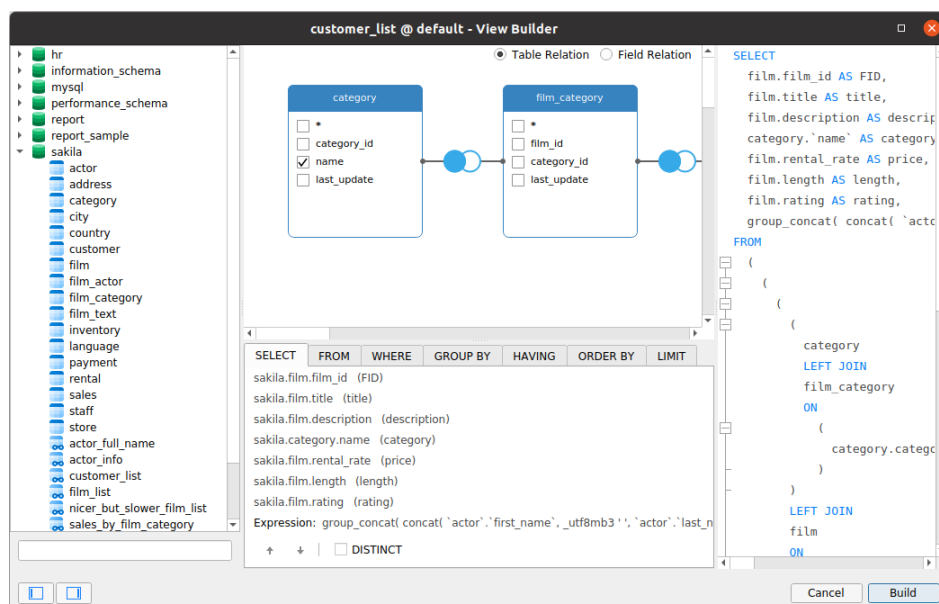 customer_list @ default - View Builder
hr
information_schema
mysql
performance_schema
report
report_sample
sakila
actor
address
category
city
country
customer
film
film_actor
film_category
film_text
inventory
language
payment
rental
sales
staff
store
actor_full_name
actor_info
customer_list
film_list
nicer_but_slower_film_list
sales_by_film_category
Table Relation Field Relation
category
*
category_id
name
last_update
film_category
*
film_id
category_id
last_update
SELECT FROM WHERE GROUP BY HAVING ORDER BY LIMIT
sakila.film.film_id (FID)
sakila.film.title (title)
sakila.film.description (description)
sakila.category.name (category)
sakila.film.rental_rate (price)
sakila.film.length (length)
sakila.film.rating (rating)
Expression: group_concat( concat( `actor`.`first_name`, _utf8mb3 ' ', `actor`.`last_n
DISTINCT
SELECT
film.film_id AS FID,
film.title AS title,
film.description AS descrip
category.`name` AS category
film.rental_rate AS price,
film.length AS length,
film.rating AS rating,
group_concat( concat( `acto
FROM
(
(
(
(
category
LEFT JOIN
film_category
ON
(
category.catego
)
)
LEFT JOIN
film
ON
Cancel Build